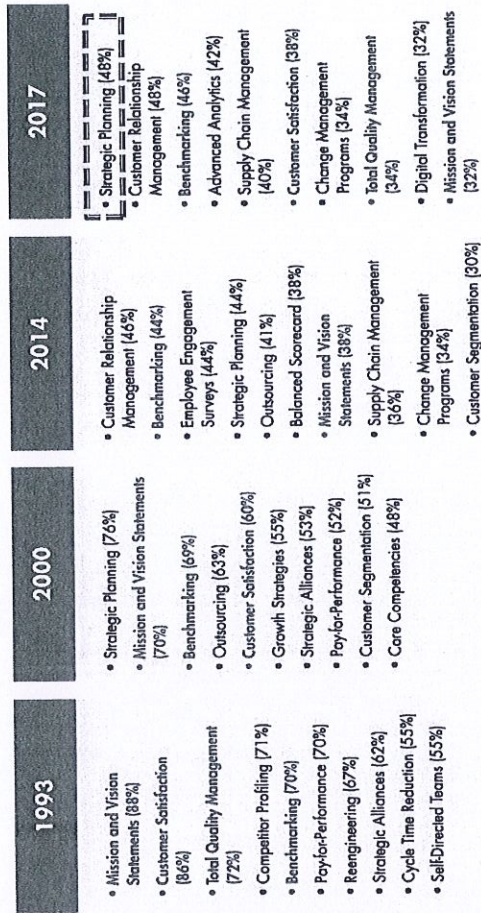 1993
• Mission and Vision
Statements (88%)
• Customer Satisfaction
(86%)
• Total Quality Management
(72%)
• Competitor Profiling (71%)
• Benchmarking (70%)
• Pay-for-Performance (70%)
• Reengineering (67%)
• Strategic Alliances (62%)
• Cycle Time Reduction (55%)
• Self-Directed Teams (55%)
2000
• Strategic Planning (76%)
• Mission and Vision Statements
(70%)
• Benchmarking (69%)
• Outsourcing (63%)
• Customer Satisfaction (60%)
• Growth Strategies (55%)
• Strategic Alliances (53%)
• Pay-for-Performance (52%)
• Customer Segmentation (51%)
• Core Competencies (48%)
2014
• Customer Relationship
Management (46%)
• Benchmarking (44%)
• Employee Engagement
Surveys (44%)
• Strategic Planning (44%)
• Outsourcing (41%)
• Balanced Scorecard (38%)
• Mission and Vision
Statements (38%)
• Supply Chain Management
(36%)
• Change Management
Programs (34%)
• Customer Segmentation (30%)
2017
• Strategic Planning (48%)
• Customer Relationship
Management (48%)
• Benchmarking (46%)
• Advanced Analytics (42%)
• Supply Chain Management
(40%)
• Customer Satisfaction (38%)
• Change Management
Programs (34%)
• Total Quality Management
(34%)
• Digital Transformation (32%)
• Mission and Vision Statements
(32%)